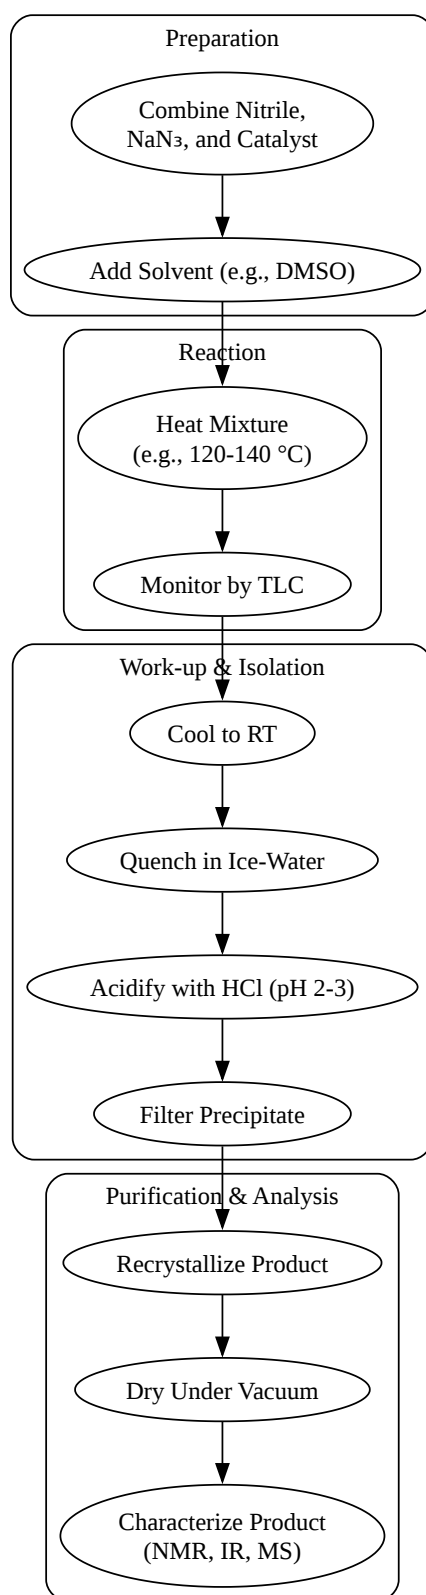 Preparation
Combine Nitrile,
NaN₃, and Catalyst
Add Solvent (e.g., DMSO)
Reaction
Heat Mixture
(e.g., 120-140 °C)
Monitor by TLC
Work-up & Isolation
Cool to RT
Quench in Ice-Water
Acidify with HCl (pH 2-3)
Filter Precipitate
Purification & Analysis
Recrystallize Product
Dry Under Vacuum
Characterize Product
(NMR, IR, MS)